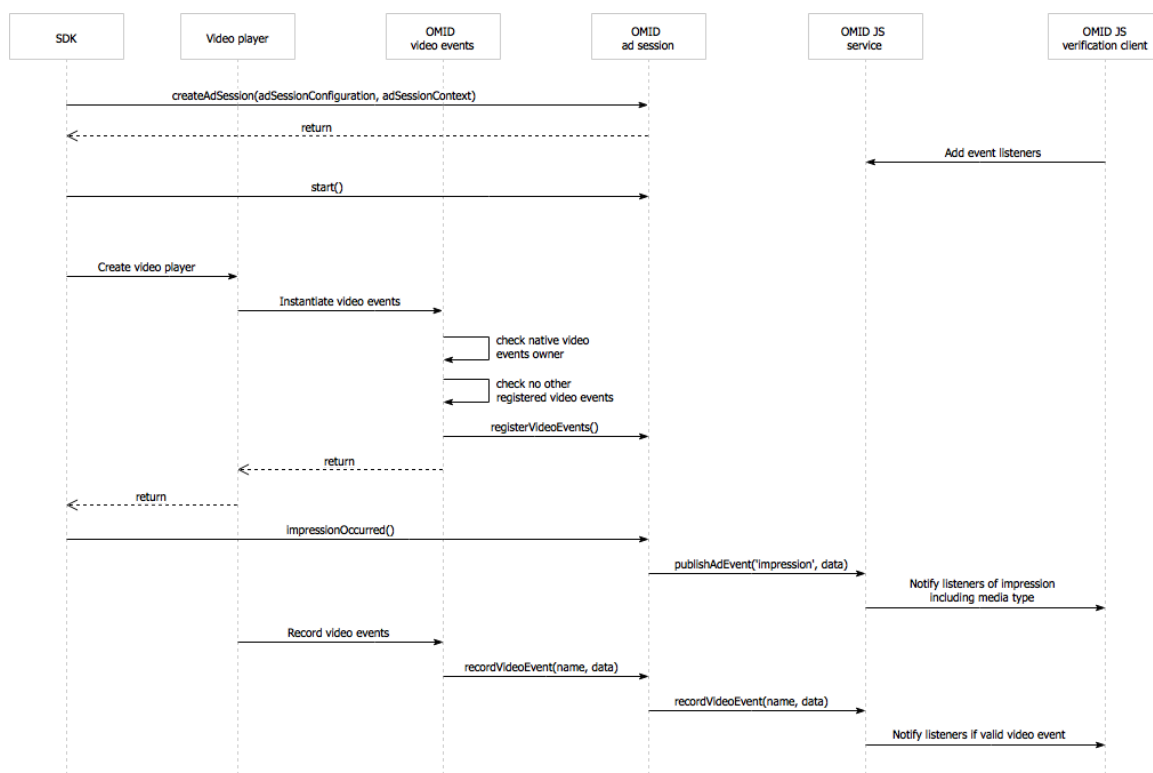 SDK
Video player
OMID
video events
OMID
ad session
OMID JS
service
OMID JS
verification client
createAdSession(adSessionConfiguration, adSessionContext)
return
Add event listeners
start()
Create video player
Instantiate video events
check native video
events owner
check no other
registered video events
registerVideoEvents()
return
return
impressionOccurred()
publishAdEvent('impression', data)
Notify listeners of impression
including media type
Record video events
recordVideoEvent(name, data)
recordVideoEvent(name, data)
Notify listeners if valid video event